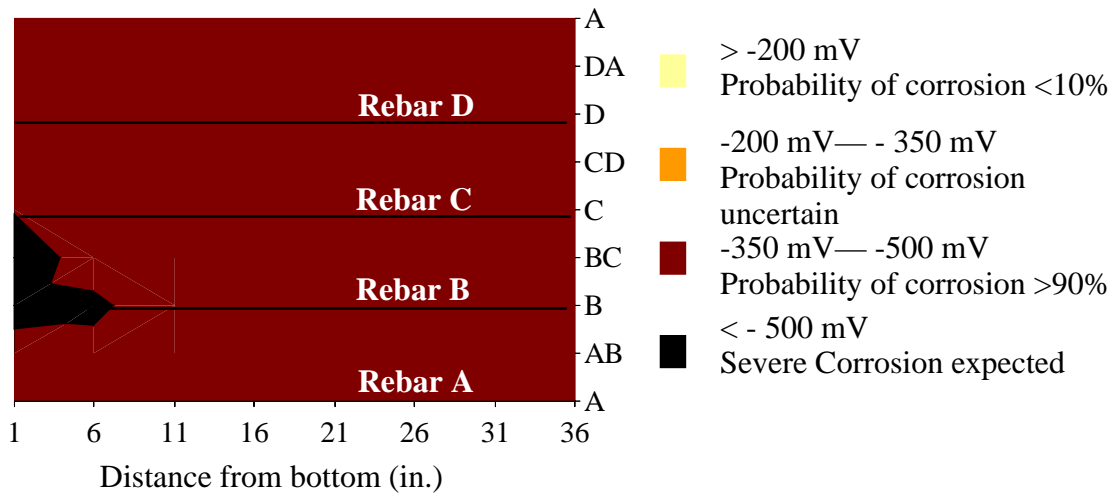 A
DA
Rebar D
D
CD
Rebar C
C
BC
Rebar B
B
AB
Rebar A
A
1 6 11 16 21 26 31 36
Distance from bottom (in.)
> -200 mV
Probability of corrosion <10%
-200 mV— - 350 mV
Probability of corrosion
uncertain
-350 mV— -500 mV
Probability of corrosion >90%
< - 500 mV
Severe Corrosion expected